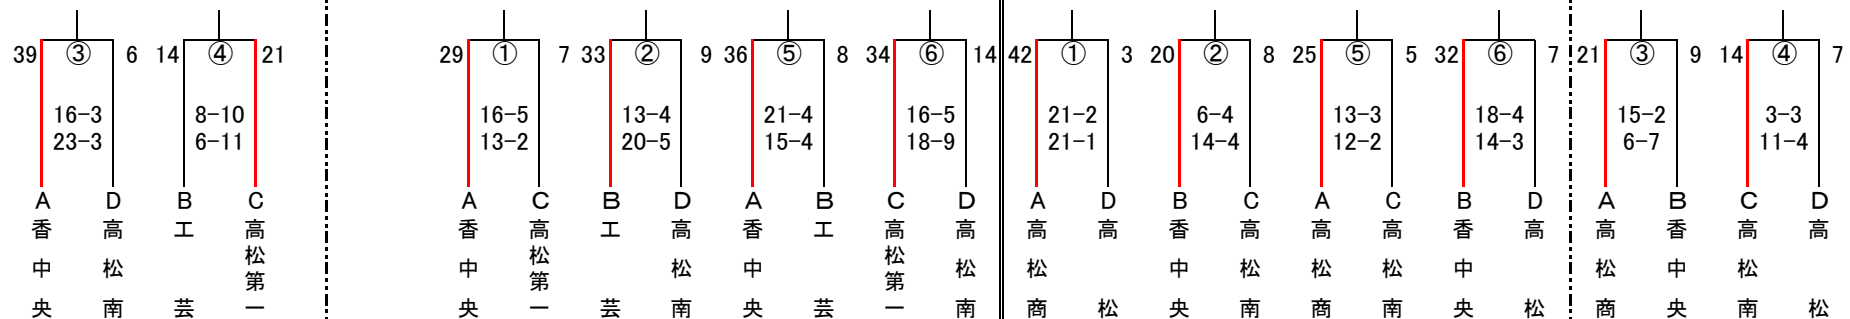 39 ③ 6 14 ④ 21 29 ① 7 33 ② 9 36 ⑤ 8 34 ⑥ 14 42 ① 3 20 ② 8 25 ⑤ 5 32 ⑥ 7 21 ③ 9 14 ④ 7
16-3 8-10 16-5 13-4 21-4 16-5 21-2 6-4 13-3 18-4 15-2 3-3
23-3 6-11 13-2 20-5 15-4 18-9 21-1 14-4 12-2 14-3 6-7 11-4
A D B C A C B D A B C D A D B C A C B D A B C D
香中央
高松南
工芸
高松第一
香中央
高松第一
工芸
高松南
香中央
工芸
高松第一
高松南
高松商
高松
香中央
高松南
高松商
高松南
香中央
高松
高松商
香中央
高松南
高松